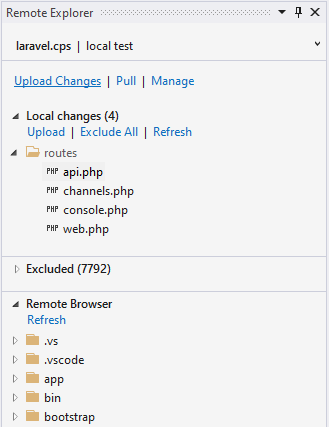 Remote Explorer
laravel.cps | local test
Upload Changes | Pull | Manage
Local changes (4)
Upload | Exclude All | Refresh
routes
PHP api.php
PHP channels.php
PHP console.php
PHP web.php
Excluded (7792)
Remote Browser
Refresh
.vs
.vscode
app
bin
bootstrap